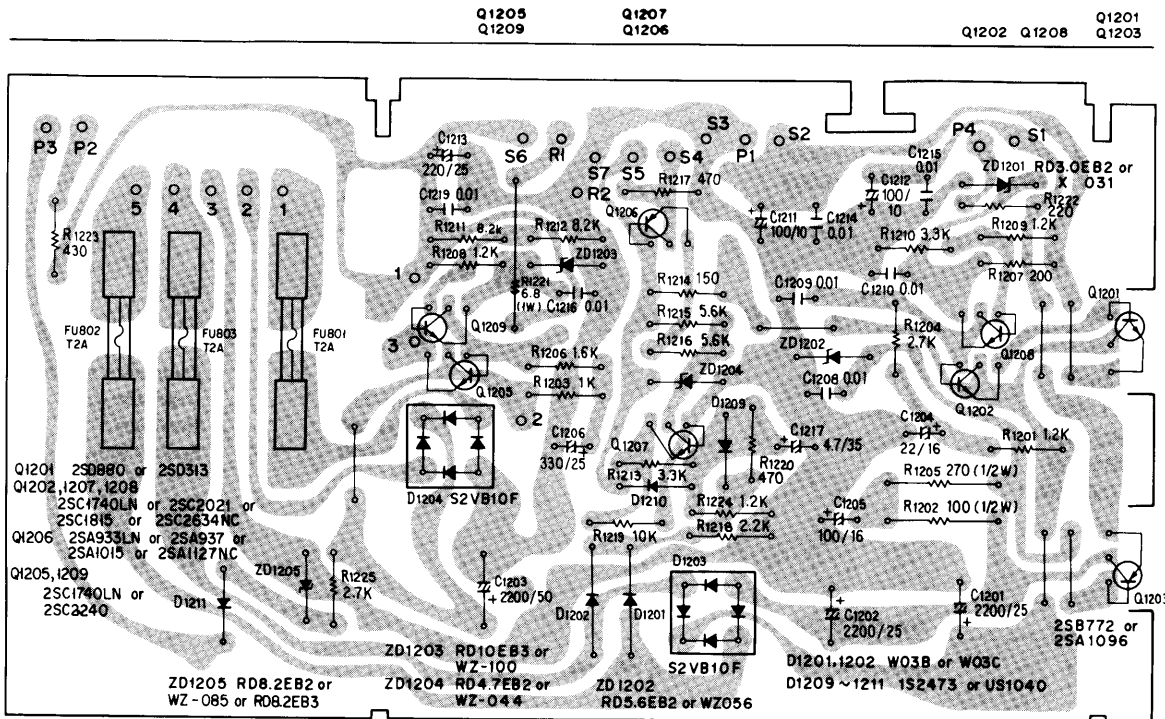 Q1205
Q1209
Q1207
Q1206
Q1202 Q1208
Q1201
Q1203
P3 P2
5 4 3 2 1
R1223
430
FU802
T2A
FU803
T2A
FU801
T2A
C1213
220/25
S6 R1
S7 S5 S4
S3
P1 S2
P4 S1
C1219 0.01
R2
R1217 470
Q1206
R1211 8.2k
R1212 8.2K
R1208 1.2K
ZD1203
R1221
6.8
(1W)
C1216 0.01
1
3
Q1209
Q1205
R1206 1.6K
R1203 1K
2
C1211
100/10
C1214
0.01
C1212
100/
10
C1215
0.01
ZD1201
RD3.0EB2 or
X 031
R1222
220
R1209 1.2K
R1210 3.3K
R1207 200
R1214 150
C1209 0.01
C1210 0.01
Q1201
R1215 5.6K
R1216 5.6K
ZD1202
R1204
2.7K
Q1208
ZD1204
C1208 0.01
Q1202
D1204 S2VB10F
C1206
330/25
Q1207
D1209
C1217
4.7/35
C1204
22/16
R1201 1.2K
R1213 3.3K
D1210
R1220
470
R1205 270 (1/2W)
R1224 1.2K
R1218 2.2K
C1205
100/16
R1202 100 (1/2W)
R1219 10K
Q1201 2SD880 or 2SD313
Q1202,1207,1208
2SC1740LN or 2SC2021 or
2SC1815 or 2SC2634NC
Q1206 2SA933LN or 2SA937 or
2SA1015 or 2SA1127NC
Q1205,1209
2SC1740LN or
2SC2240
D1211
ZD1205
R1225
2.7K
C1203
2200/50
D1202
D1201
D1203
S2VB10F
C1202
2200/25
C1201
2200/25
Q1203
2SB772 or
2SA1096
ZD1205 RD8.2EB2 or
WZ-085 or RD8.2EB3
ZD1203 RD10EB3 or
WZ-100
ZD1204 RD4.7EB2 or
WZ-044
ZD1202
RD5.6EB2 or WZ056
D1201,1202 W03B or W03C
D1209~1211 1S2473 or US1040